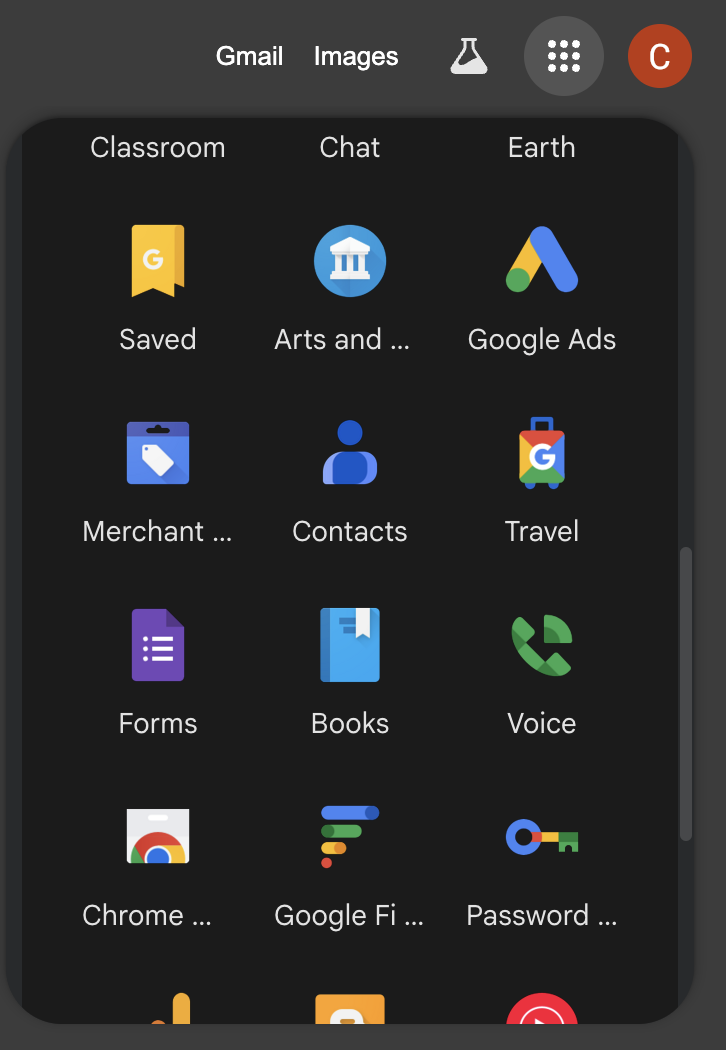 Gmail Images C
Classroom Chat Earth
G G
Saved Arts and ... Google Ads
Merchant ... Contacts Travel
Forms Books Voice
Chrome ... Google Fi ... Password ...